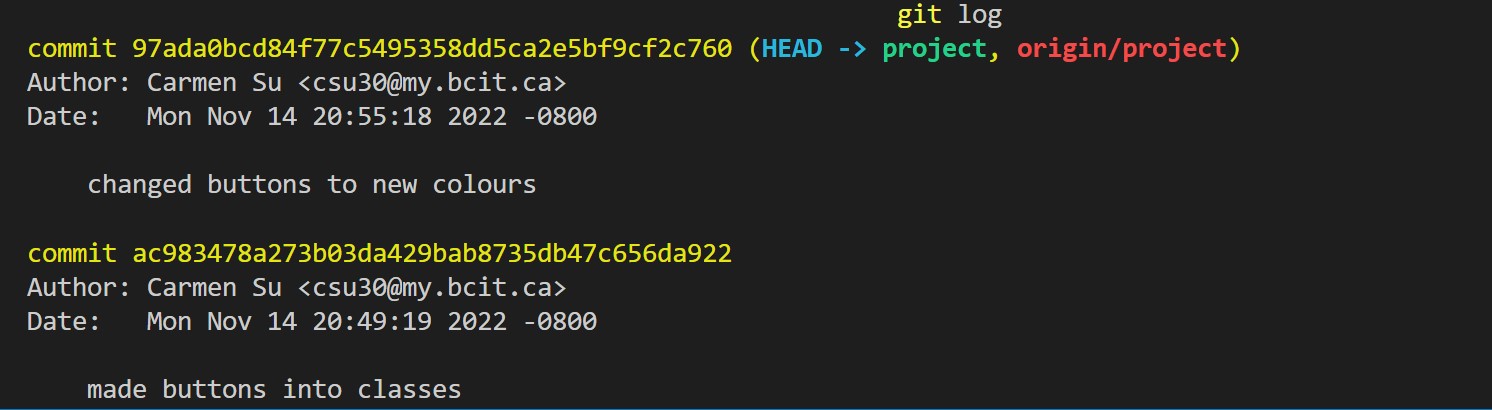 git log
commit 97ada0bcd84f77c5495358dd5ca2e5bf9cf2c760 (HEAD -> project, origin/project)
Author: Carmen Su <csu30@my.bcit.ca>
Date:   Mon Nov 14 20:55:18 2022 -0800
changed buttons to new colours
commit ac983478a273b03da429bab8735db47c656da922
Author: Carmen Su <csu30@my.bcit.ca>
Date:   Mon Nov 14 20:49:19 2022 -0800
made buttons into classes